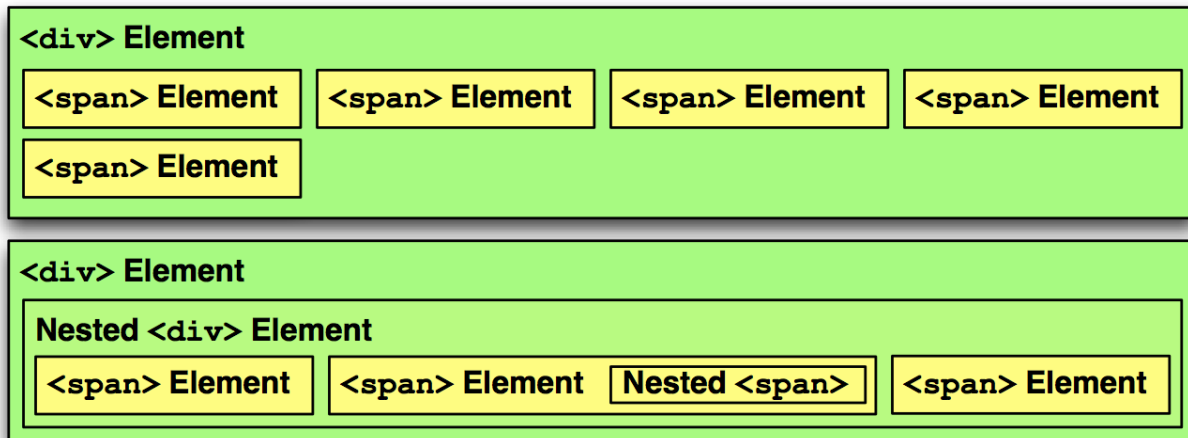 <div> Element
<span> Element <span> Element <span> Element <span> Element
<span> Element
<div> Element
Nested <div> Element
<span> Element <span> Element Nested <span> <span> Element